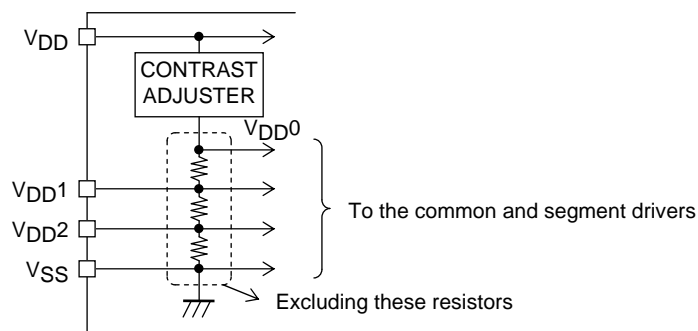 VDD
CONTRAST
ADJUSTER
VDD0
VDD1
VDD2
To the common and segment drivers
VSS
Excluding these resistors